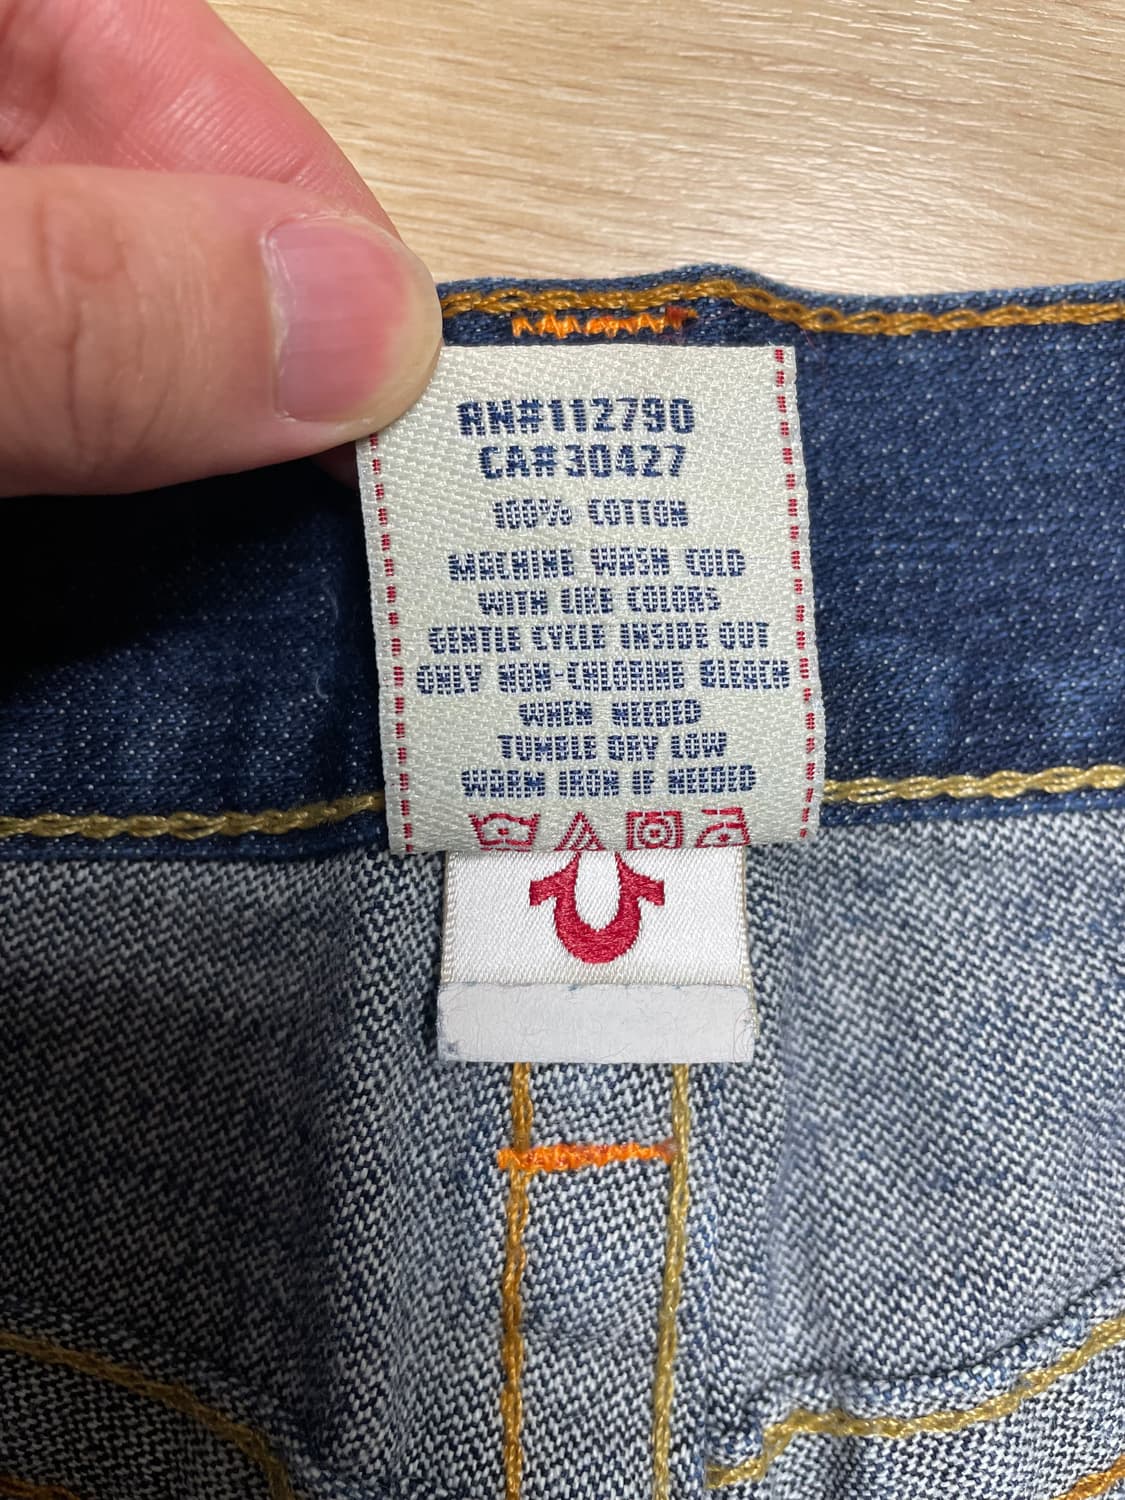 RN#112790
CA#30427
100% COTTON
MACHINE WASH COLD
WITH LIKE COLORS
GENTLE CYCLE INSIDE OUT
ONLY NON-CHLORINE BLEACH
WHEN NEEDED
TUMBLE DRY LOW
WARM IRON IF NEEDED